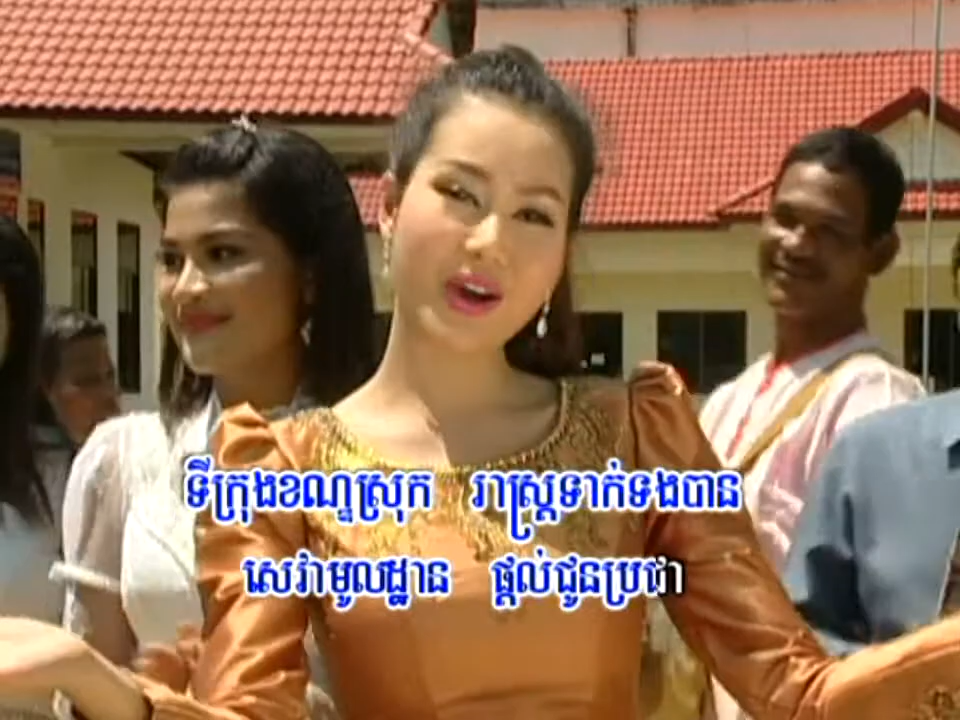 ទីក្រុងខណ្ឌស្រុក រាស្ត្រទាក់ទងបាន
សេវាមូលដ្ឋាន ផ្ដល់ជូនប្រជា